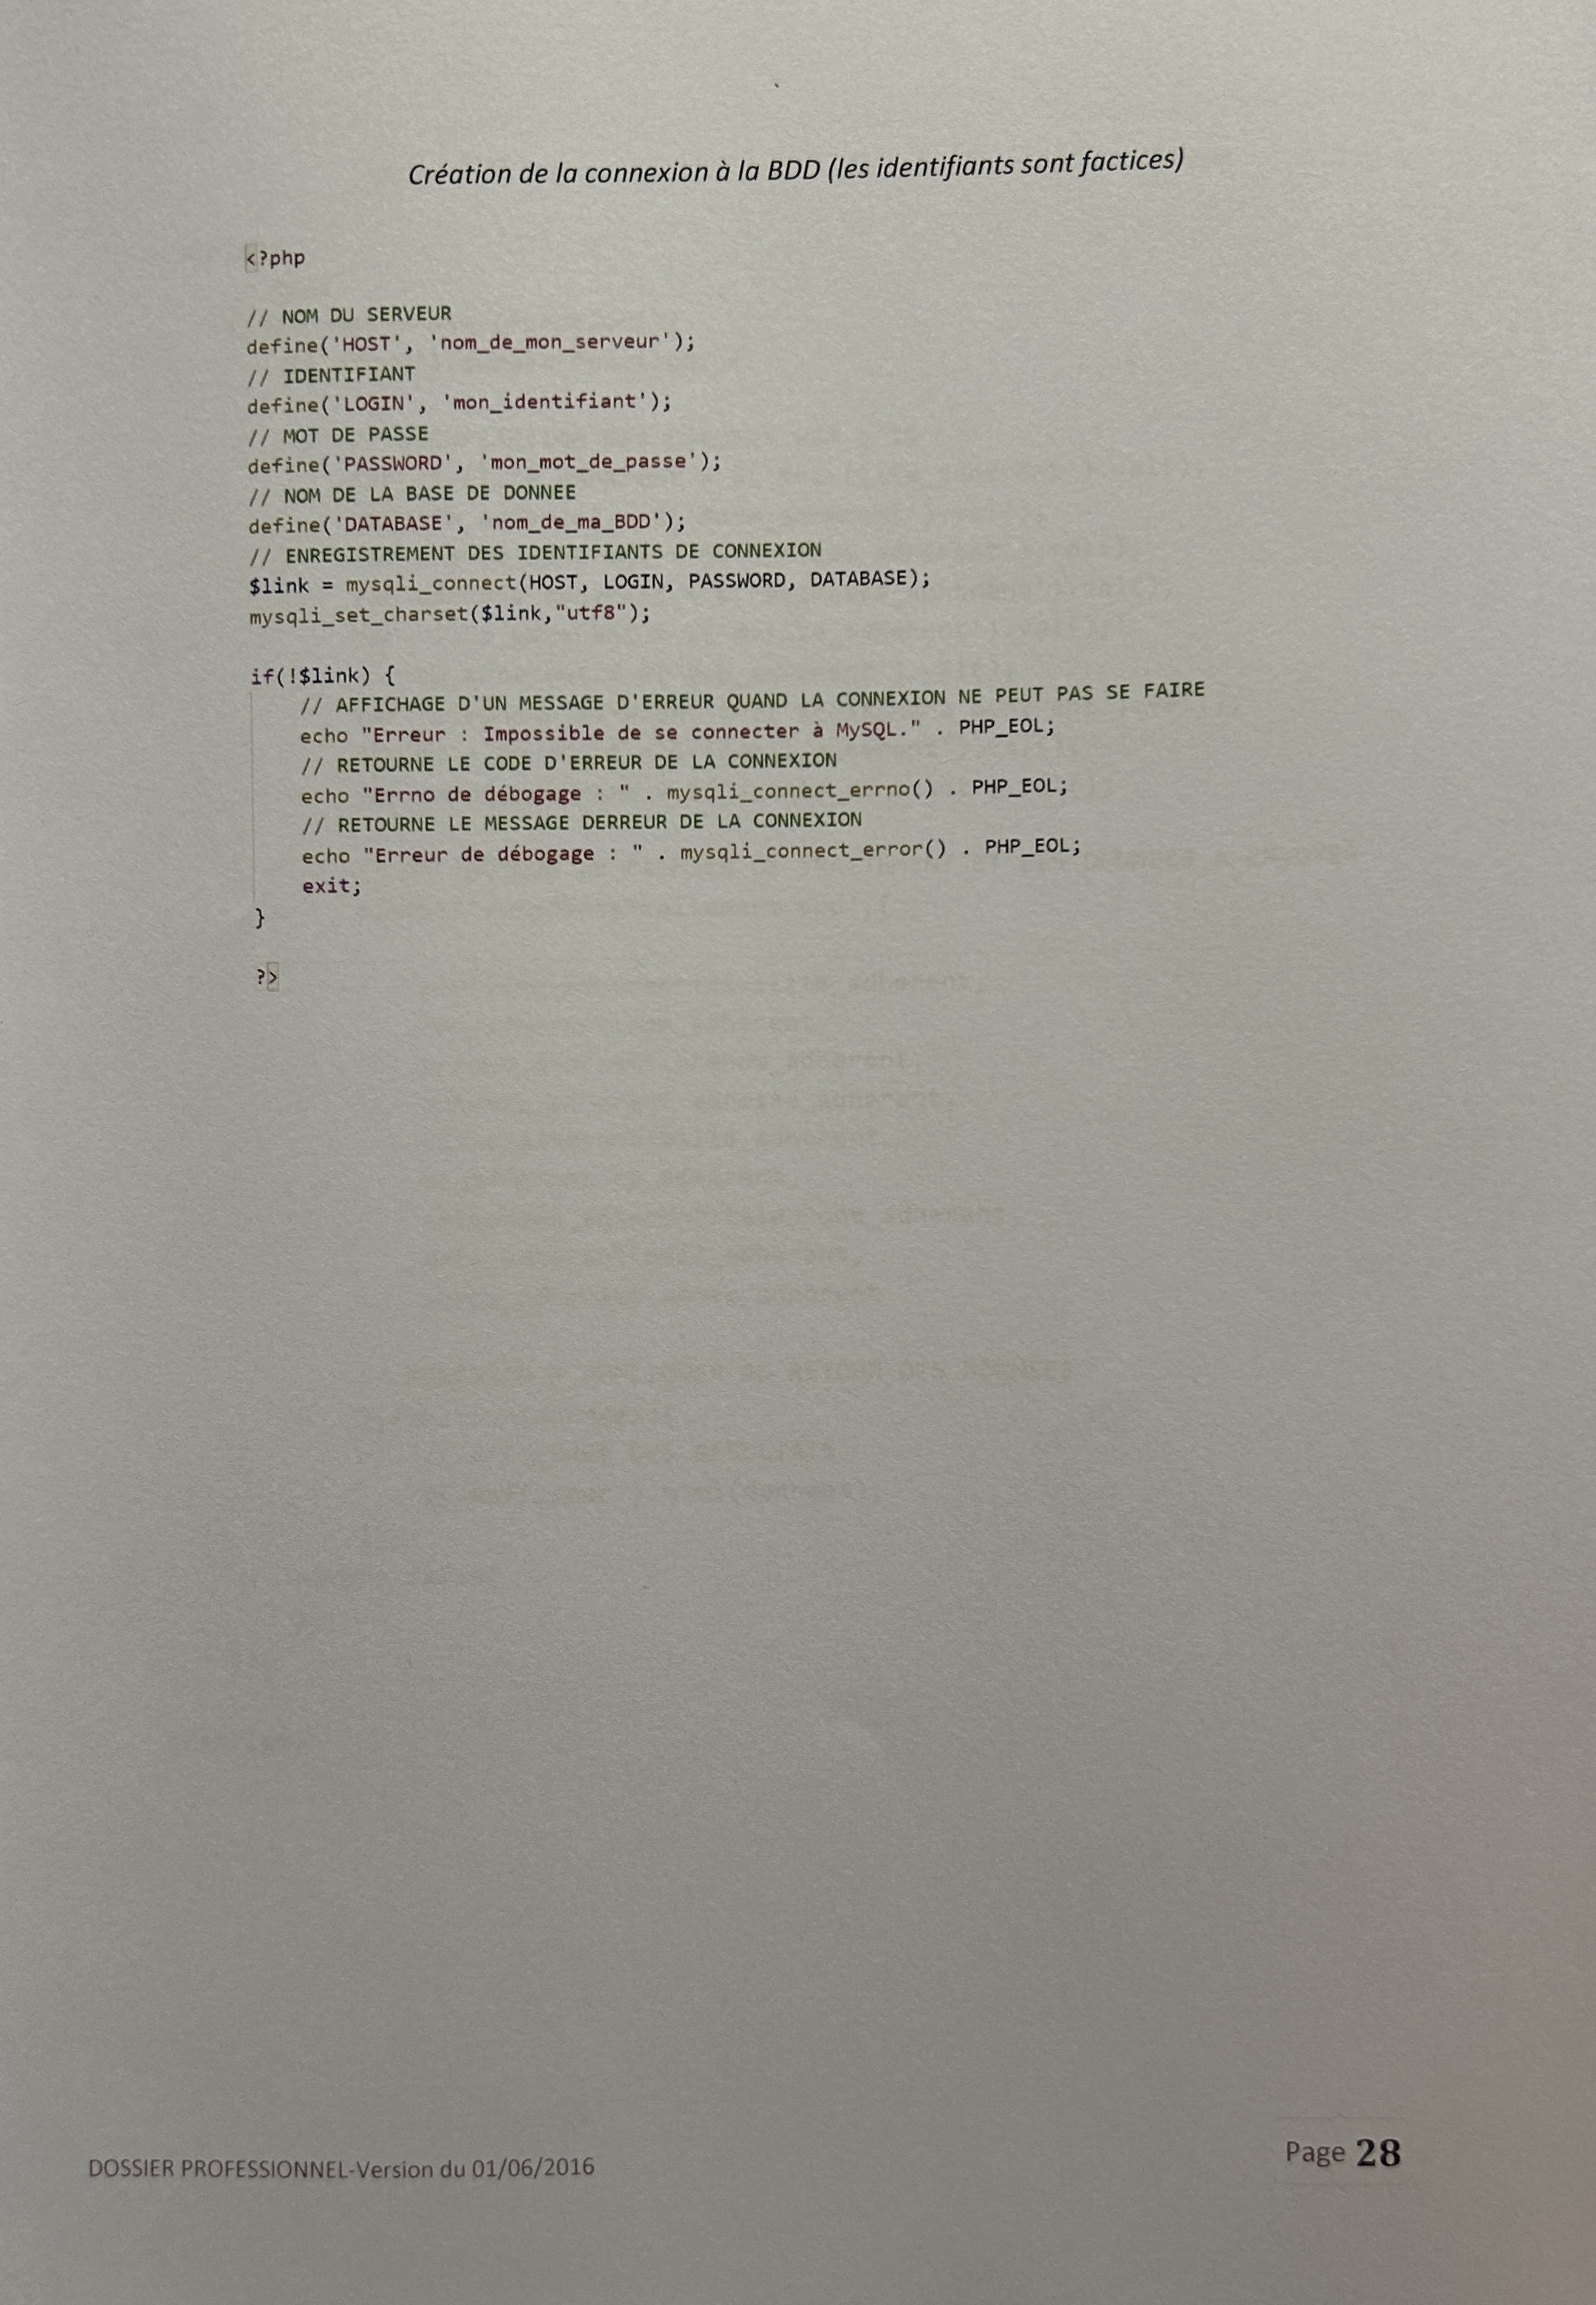 Création de la connexion à la BDD (les identifiants sont factices)
<?php
// NOM DU SERVEUR
define('HOST', 'nom_de_mon_serveur');
// IDENTIFIANT
define('LOGIN', 'mon_identifiant');
// MOT DE PASSE
define('PASSWORD', 'mon_mot_de_passe');
// NOM DE LA BASE DE DONNEE
define('DATABASE', 'nom_de_ma_BDD');
// ENREGISTREMENT DES IDENTIFIANTS DE CONNEXION
$link = mysqli_connect(HOST, LOGIN, PASSWORD, DATABASE);
mysqli_set_charset($link,"utf8");
if(!$link) {
// AFFICHAGE D'UN MESSAGE D'ERREUR QUAND LA CONNEXION NE PEUT PAS SE FAIRE
echo "Erreur : Impossible de se connecter à MySQL." . PHP_EOL;
// RETOURNE LE CODE D'ERREUR DE LA CONNEXION
echo "Errno de débogage : " . mysqli_connect_errno() . PHP_EOL;
// RETOURNE LE MESSAGE DERREUR DE LA CONNEXION
echo "Erreur de débogage : " . mysqli_connect_error() . PHP_EOL;
exit;
}
?>
DOSSIER PROFESSIONNEL-Version du 01/06/2016
Page 28